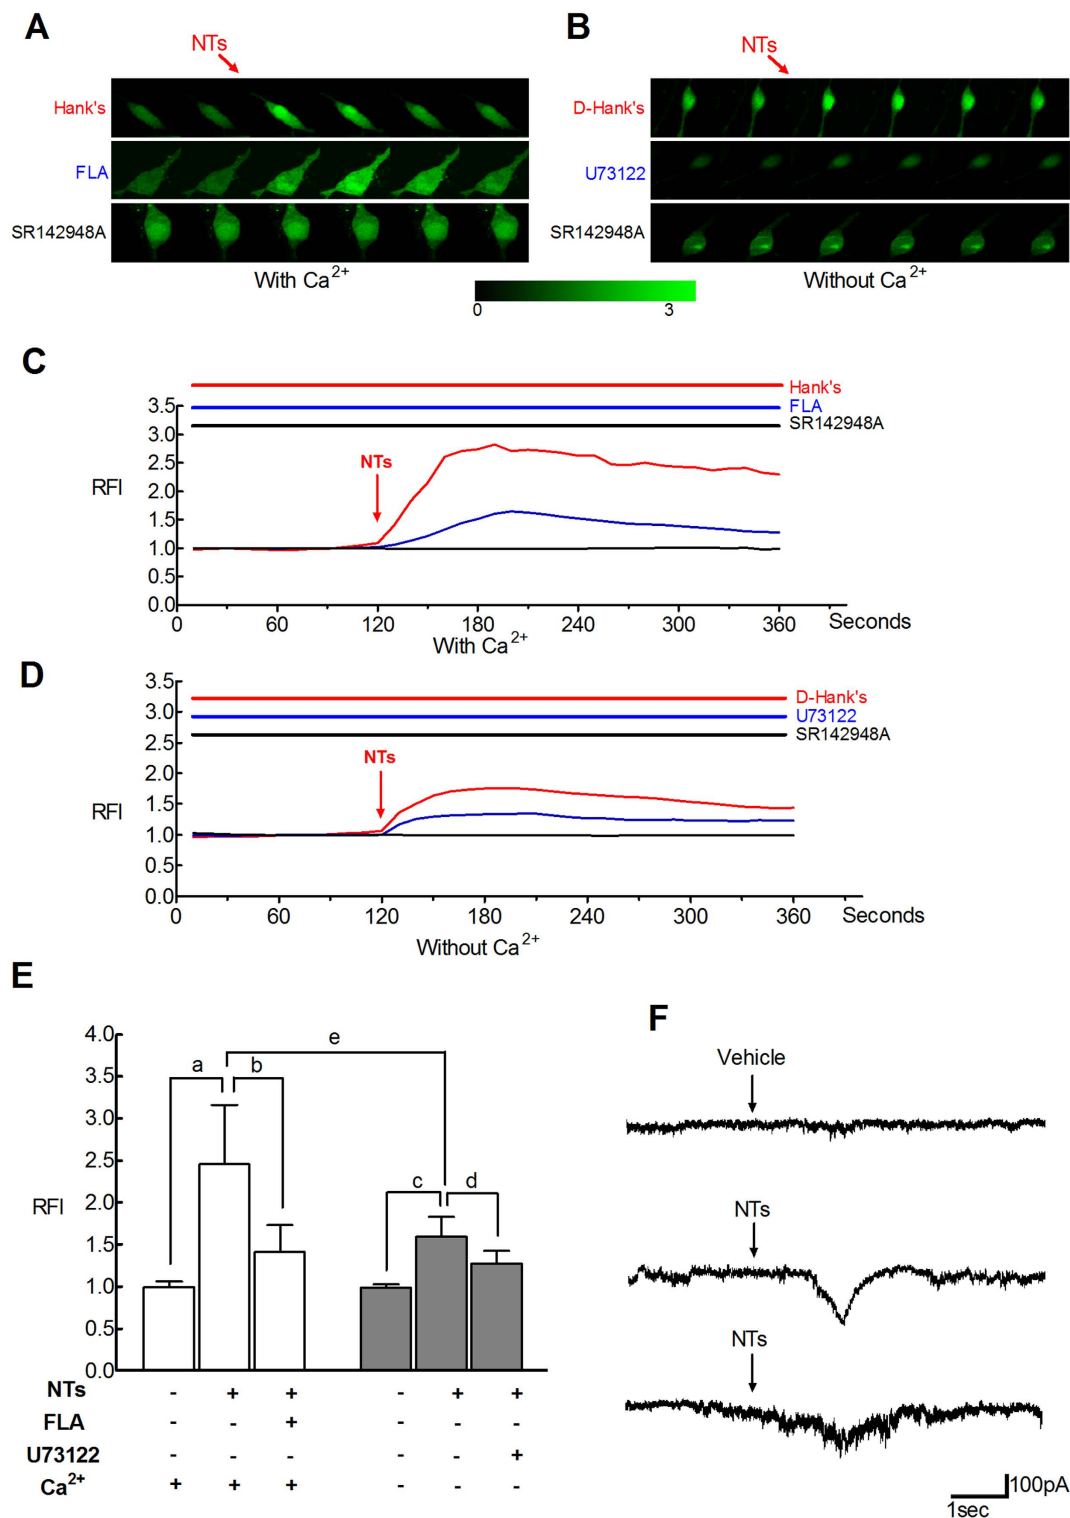 A
B
NTs
NTs
Hank's
FLA
SR142948A
D-Hank's
U73122
SR142948A
With Ca2+
Without Ca2+
0
3
C
Hank's
FLA
SR142948A
3.5
3.0
2.5
2.0
1.5
1.0
0.5
0.0
RFI
NTs
0 60 120 180 240 300 360 Seconds
With Ca2+
D
D-Hank's
U73122
SR142948A
3.5
3.0
2.5
2.0
1.5
1.0
0.5
0.0
RFI
NTs
0 60 120 180 240 300 360 Seconds
Without Ca2+
E
4.0
3.5
3.0
2.5
2.0
1.5
1.0
0.5
0.0
RFI
a
b
c
d
e
NTs - + + - + +
FLA - - + - - -
U73122 - - - - - +
Ca2+ + + + - - -
F
Vehicle
NTs
NTs
100pA
1sec